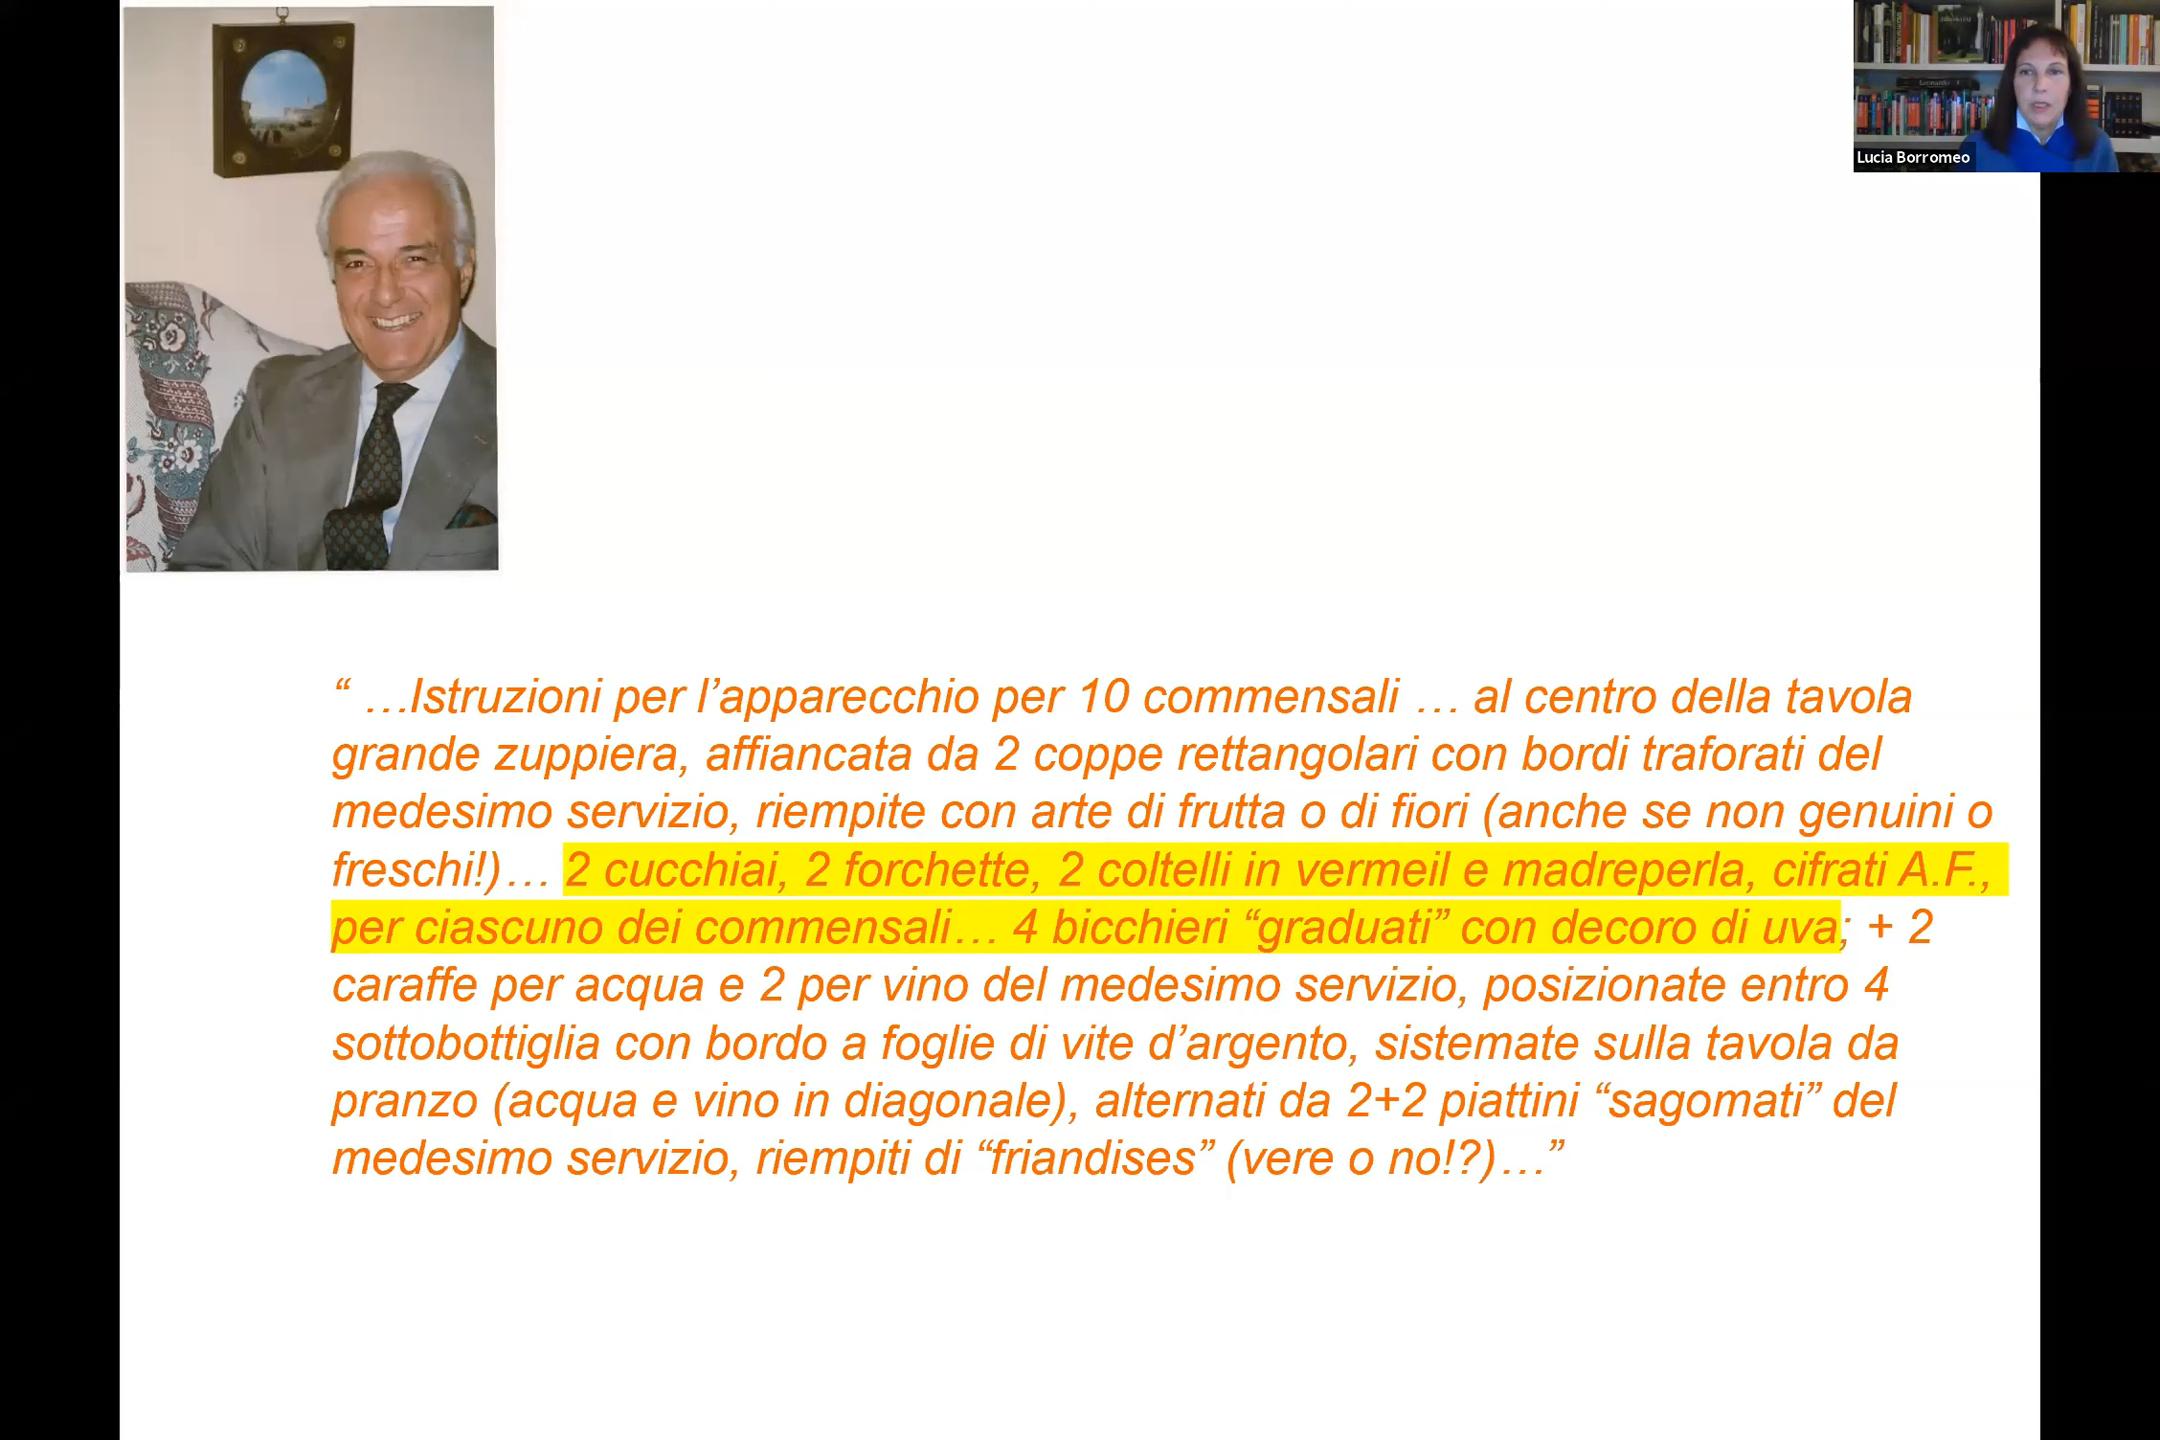 Lucia Borromeo
“ …Istruzioni per l’apparecchio per 10 commensali … al centro della tavola
grande zuppiera, affiancata da 2 coppe rettangolari con bordi traforati del
medesimo servizio, riempite con arte di frutta o di fiori (anche se non genuini o
freschi!)… 2 cucchiai, 2 forchette, 2 coltelli in vermeil e madreperla, cifrati A.F.,
per ciascuno dei commensali… 4 bicchieri “graduati” con decoro di uva; + 2
caraffe per acqua e 2 per vino del medesimo servizio, posizionate entro 4
sottobottiglia con bordo a foglie di vite d’argento, sistemate sulla tavola da
pranzo (acqua e vino in diagonale), alternati da 2+2 piattini “sagomati” del
medesimo servizio, riempiti di “friandises” (vere o no!?)…”